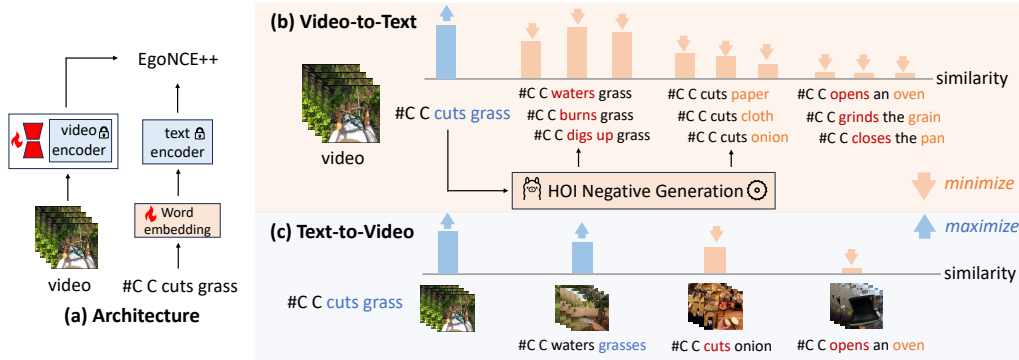 EgoNCE++
video
encoder
text
encoder
Word
embedding
video
#C C cuts grass
(a) Architecture
(b) Video-to-Text
similarity
#C C cuts grass
#C C waters grass
#C C burns grass
#C C digs up grass
#C C cuts paper
#C C cuts cloth
#C C cuts onion
#C C opens an oven
#C C grinds the grain
#C C closes the pan
video
HOI Negative Generation
minimize
maximize
(c) Text-to-Video
similarity
#C C cuts grass
#C C waters grasses
#C C cuts onion
#C C opens an oven